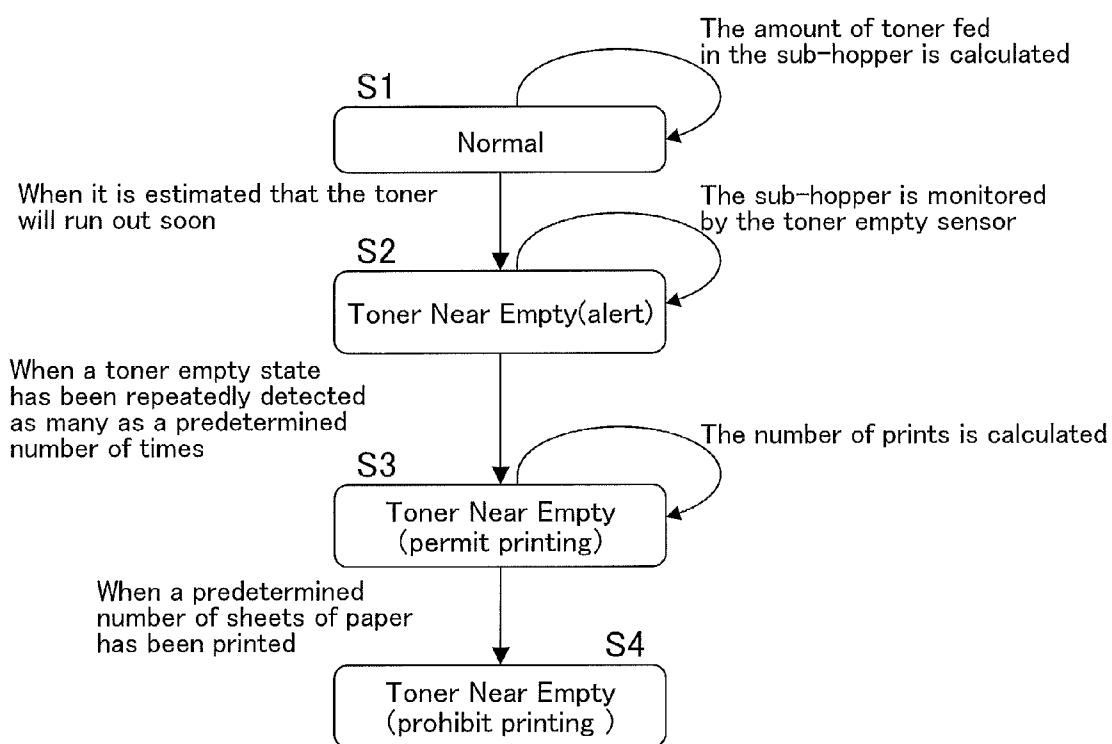 The amount of toner fed
in the sub-hopper is calculated
S1
Normal
When it is estimated that the toner
will run out soon
The sub-hopper is monitored
by the toner empty sensor
S2
Toner Near Empty(alert)
When a toner empty state
has been repeatedly detected
as many as a predetermined
number of times
The number of prints is calculated
S3
Toner Near Empty
(permit printing)
When a predetermined
number of sheets of paper
has been printed
S4
Toner Near Empty
(prohibit printing )